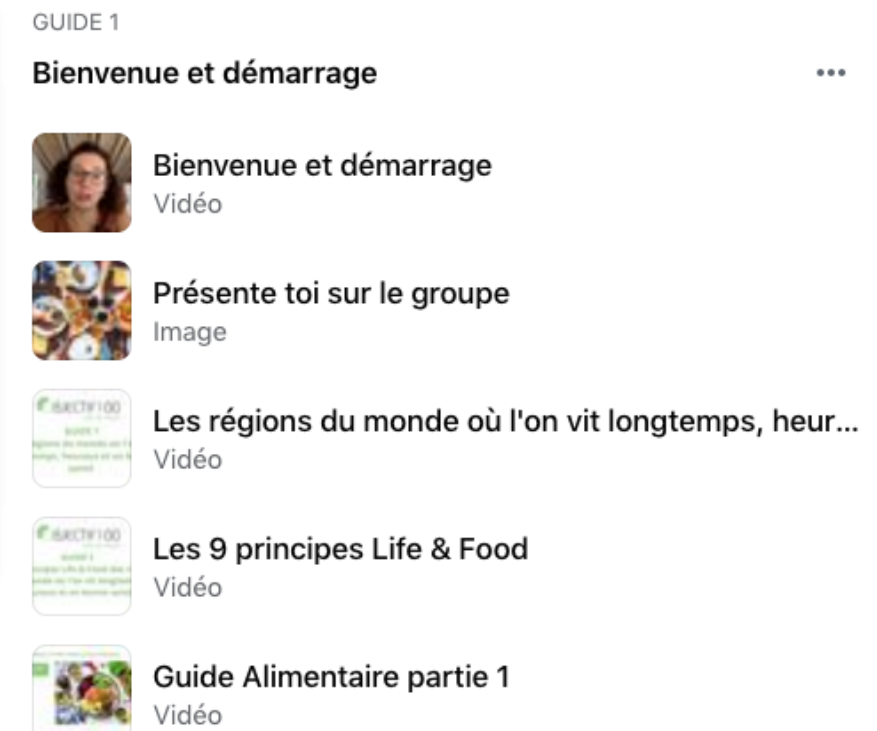 GUIDE 1
Bienvenue et démarrage
Bienvenue et démarrage
Vidéo
Présente toi sur le groupe
Image
Les régions du monde où l'on vit longtemps, heur...
Vidéo
Les 9 principes Life & Food
Vidéo
Guide Alimentaire partie 1
Vidéo